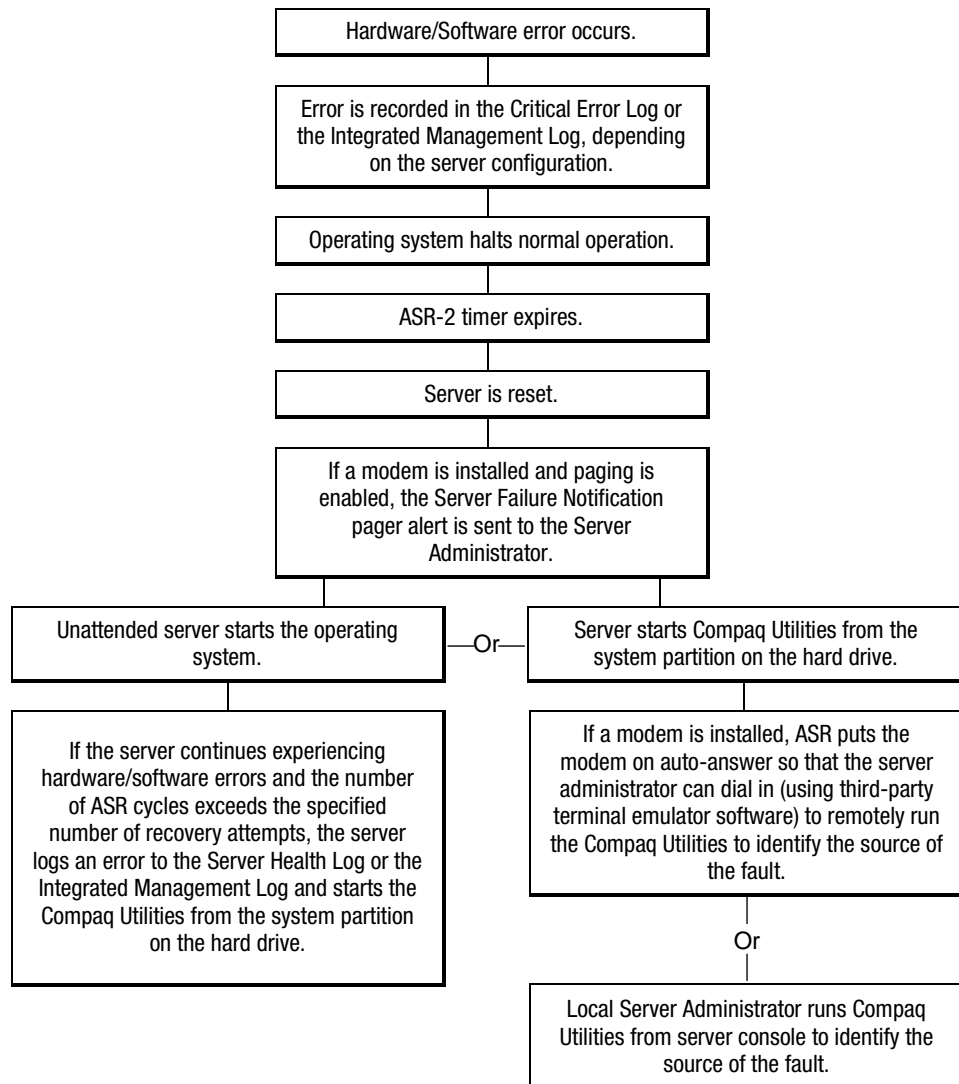 Hardware/Software error occurs.
Error is recorded in the Critical Error Log or
the Integrated Management Log, depending
on the server configuration.
Operating system halts normal operation.
ASR-2 timer expires.
Server is reset.
If a modem is installed and paging is
enabled, the Server Failure Notification
pager alert is sent to the Server
Administrator.
Unattended server starts the operating
system.
Or
Server starts Compaq Utilities from the
system partition on the hard drive.
If the server continues experiencing
hardware/software errors and the number
of ASR cycles exceeds the specified
number of recovery attempts, the server
logs an error to the Server Health Log or the
Integrated Management Log and starts the
Compaq Utilities from the system partition
on the hard drive.
If a modem is installed, ASR puts the
modem on auto-answer so that the server
administrator can dial in (using third-party
terminal emulator software) to remotely run
the Compaq Utilities to identify the source of
the fault.
Or
Local Server Administrator runs Compaq
Utilities from server console to identify the
source of the fault.